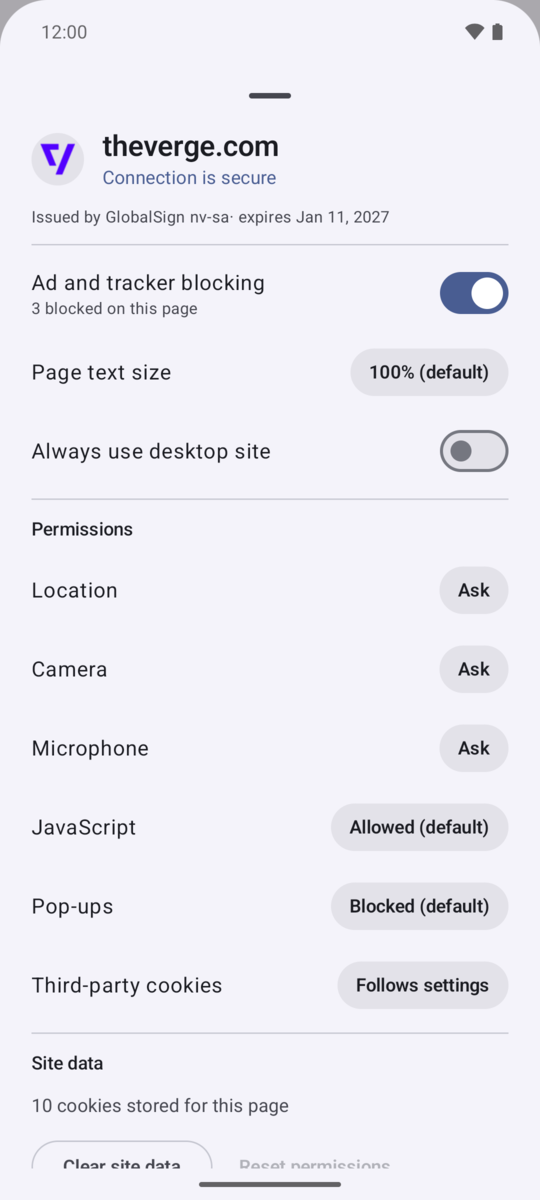 12:00
theverge.com
Connection is secure
Issued by GlobalSign nv-sa· expires Jan 11, 2027
Ad and tracker blocking
3 blocked on this page
Page text size
100% (default)
Always use desktop site
Permissions
Location
Ask
Camera
Ask
Microphone
Ask
JavaScript
Allowed (default)
Pop-ups
Blocked (default)
Third-party cookies
Follows settings
Site data
10 cookies stored for this page
Clear site data
Reset permissions